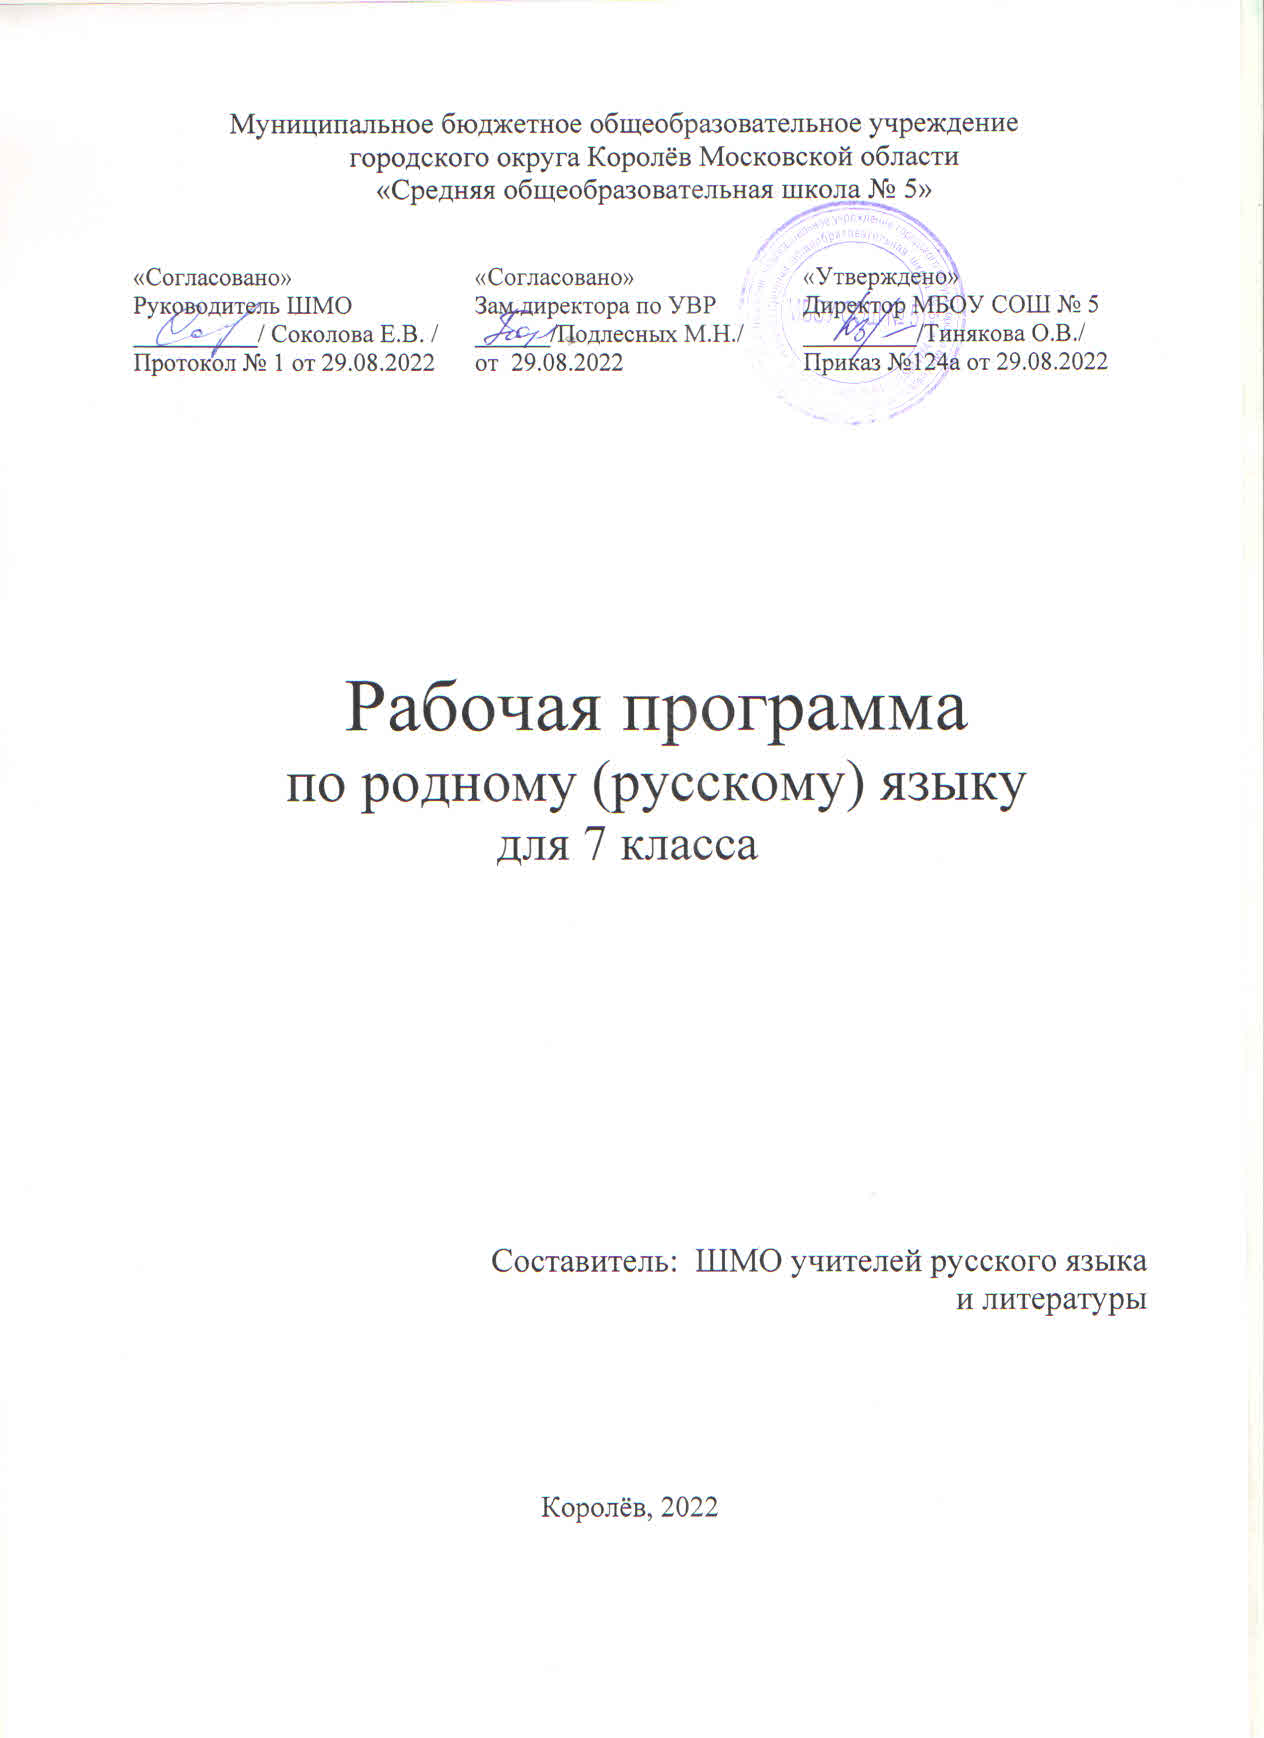 Муниципальное бюджетное общеобразовательное учреждение
городского округа Королёв Московской области
«Средняя общеобразовательная школа № 5»
«Согласовано»
Руководитель ШМО
__________/ Соколова Е.В. /
Протокол № 1 от 29.08.2022
«Согласовано»
Зам.директора по УВР
______/Подлесных М.Н./
от 29.08.2022
«Утверждено»
Директор МБОУ СОШ № 5
_________/Тинякова О.В./
Приказ №124а от 29.08.2022
Рабочая программа
по родному (русскому) языку
для 7 класса
Составитель: ШМО учителей русского языка
и литературы
Королёв, 2022